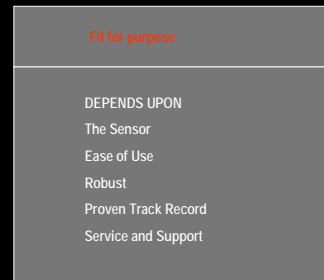 Fit for purpose
DEPENDS UPON
The Sensor
Ease of Use
Robust
Proven Track Record
Service and Support